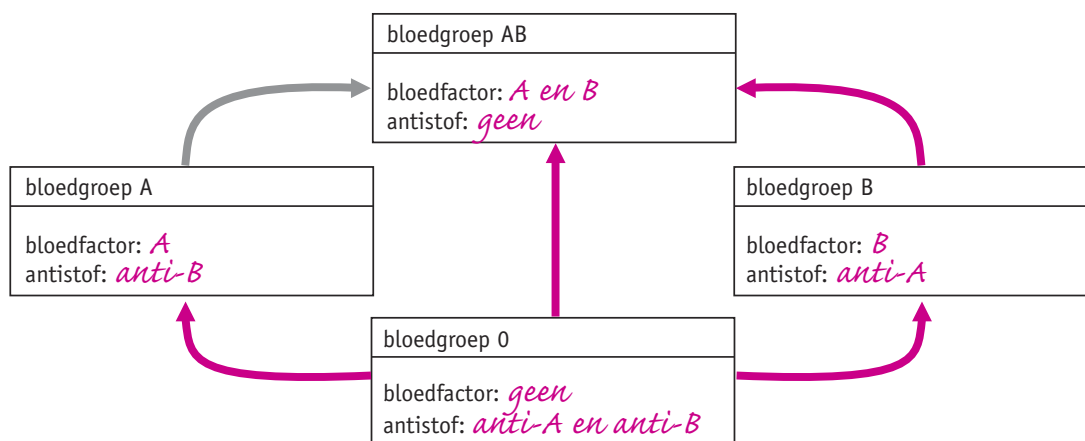 bloedgroep AB
bloedfactor: A en B
antistof: geen
bloedgroep A
bloedfactor: A
antistof: anti-B
bloedgroep B
bloedfactor: B
antistof: anti-A
bloedgroep 0
bloedfactor: geen
antistof: anti-A en anti-B